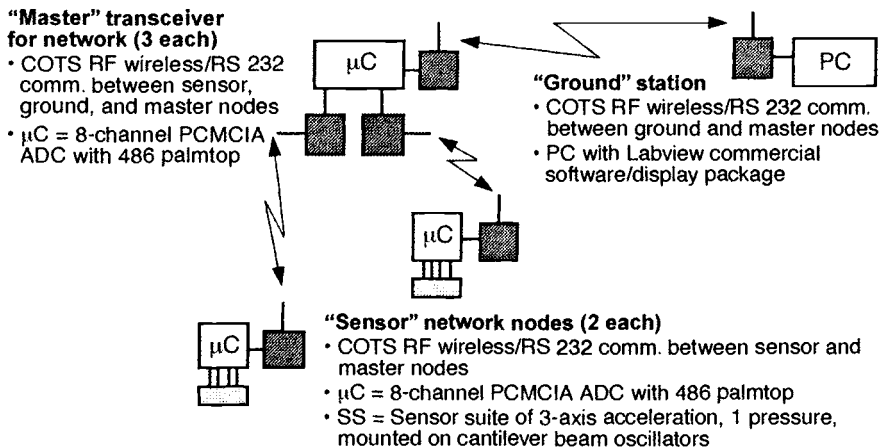 “Master” transceiver
for network (3 each)
• COTS RF wireless/RS 232
comm. between sensor,
ground, and master nodes
• μC = 8-channel PCMCIA
ADC with 486 palmtop
μC
PC
“Ground” station
• COTS RF wireless/RS 232 comm.
between ground and master nodes
• PC with Labview commercial
software/display package
μC
μC
“Sensor” network nodes (2 each)
• COTS RF wireless/RS 232 comm. between sensor and
master nodes
• μC = 8-channel PCMCIA ADC with 486 palmtop
• SS = Sensor suite of 3-axis acceleration, 1 pressure,
mounted on cantilever beam oscillators